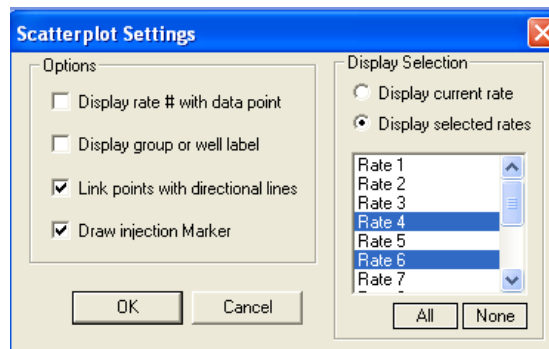 Scatterplot Settings
Options
Display rate # with data point
Display group or well label
Link points with directional lines
Draw injection Marker
OK
Cancel
Display Selection
Display current rate
Display selected rates
Rate 1
Rate 2
Rate 3
Rate 4
Rate 5
Rate 6
Rate 7
All
None